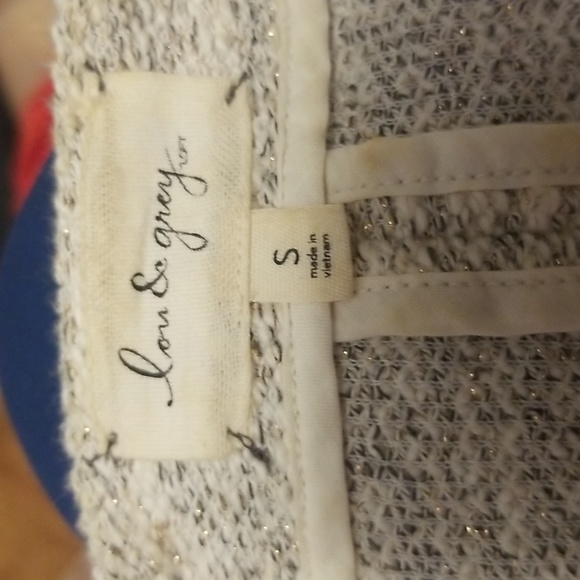 lou & grey
S
made in
vietnam